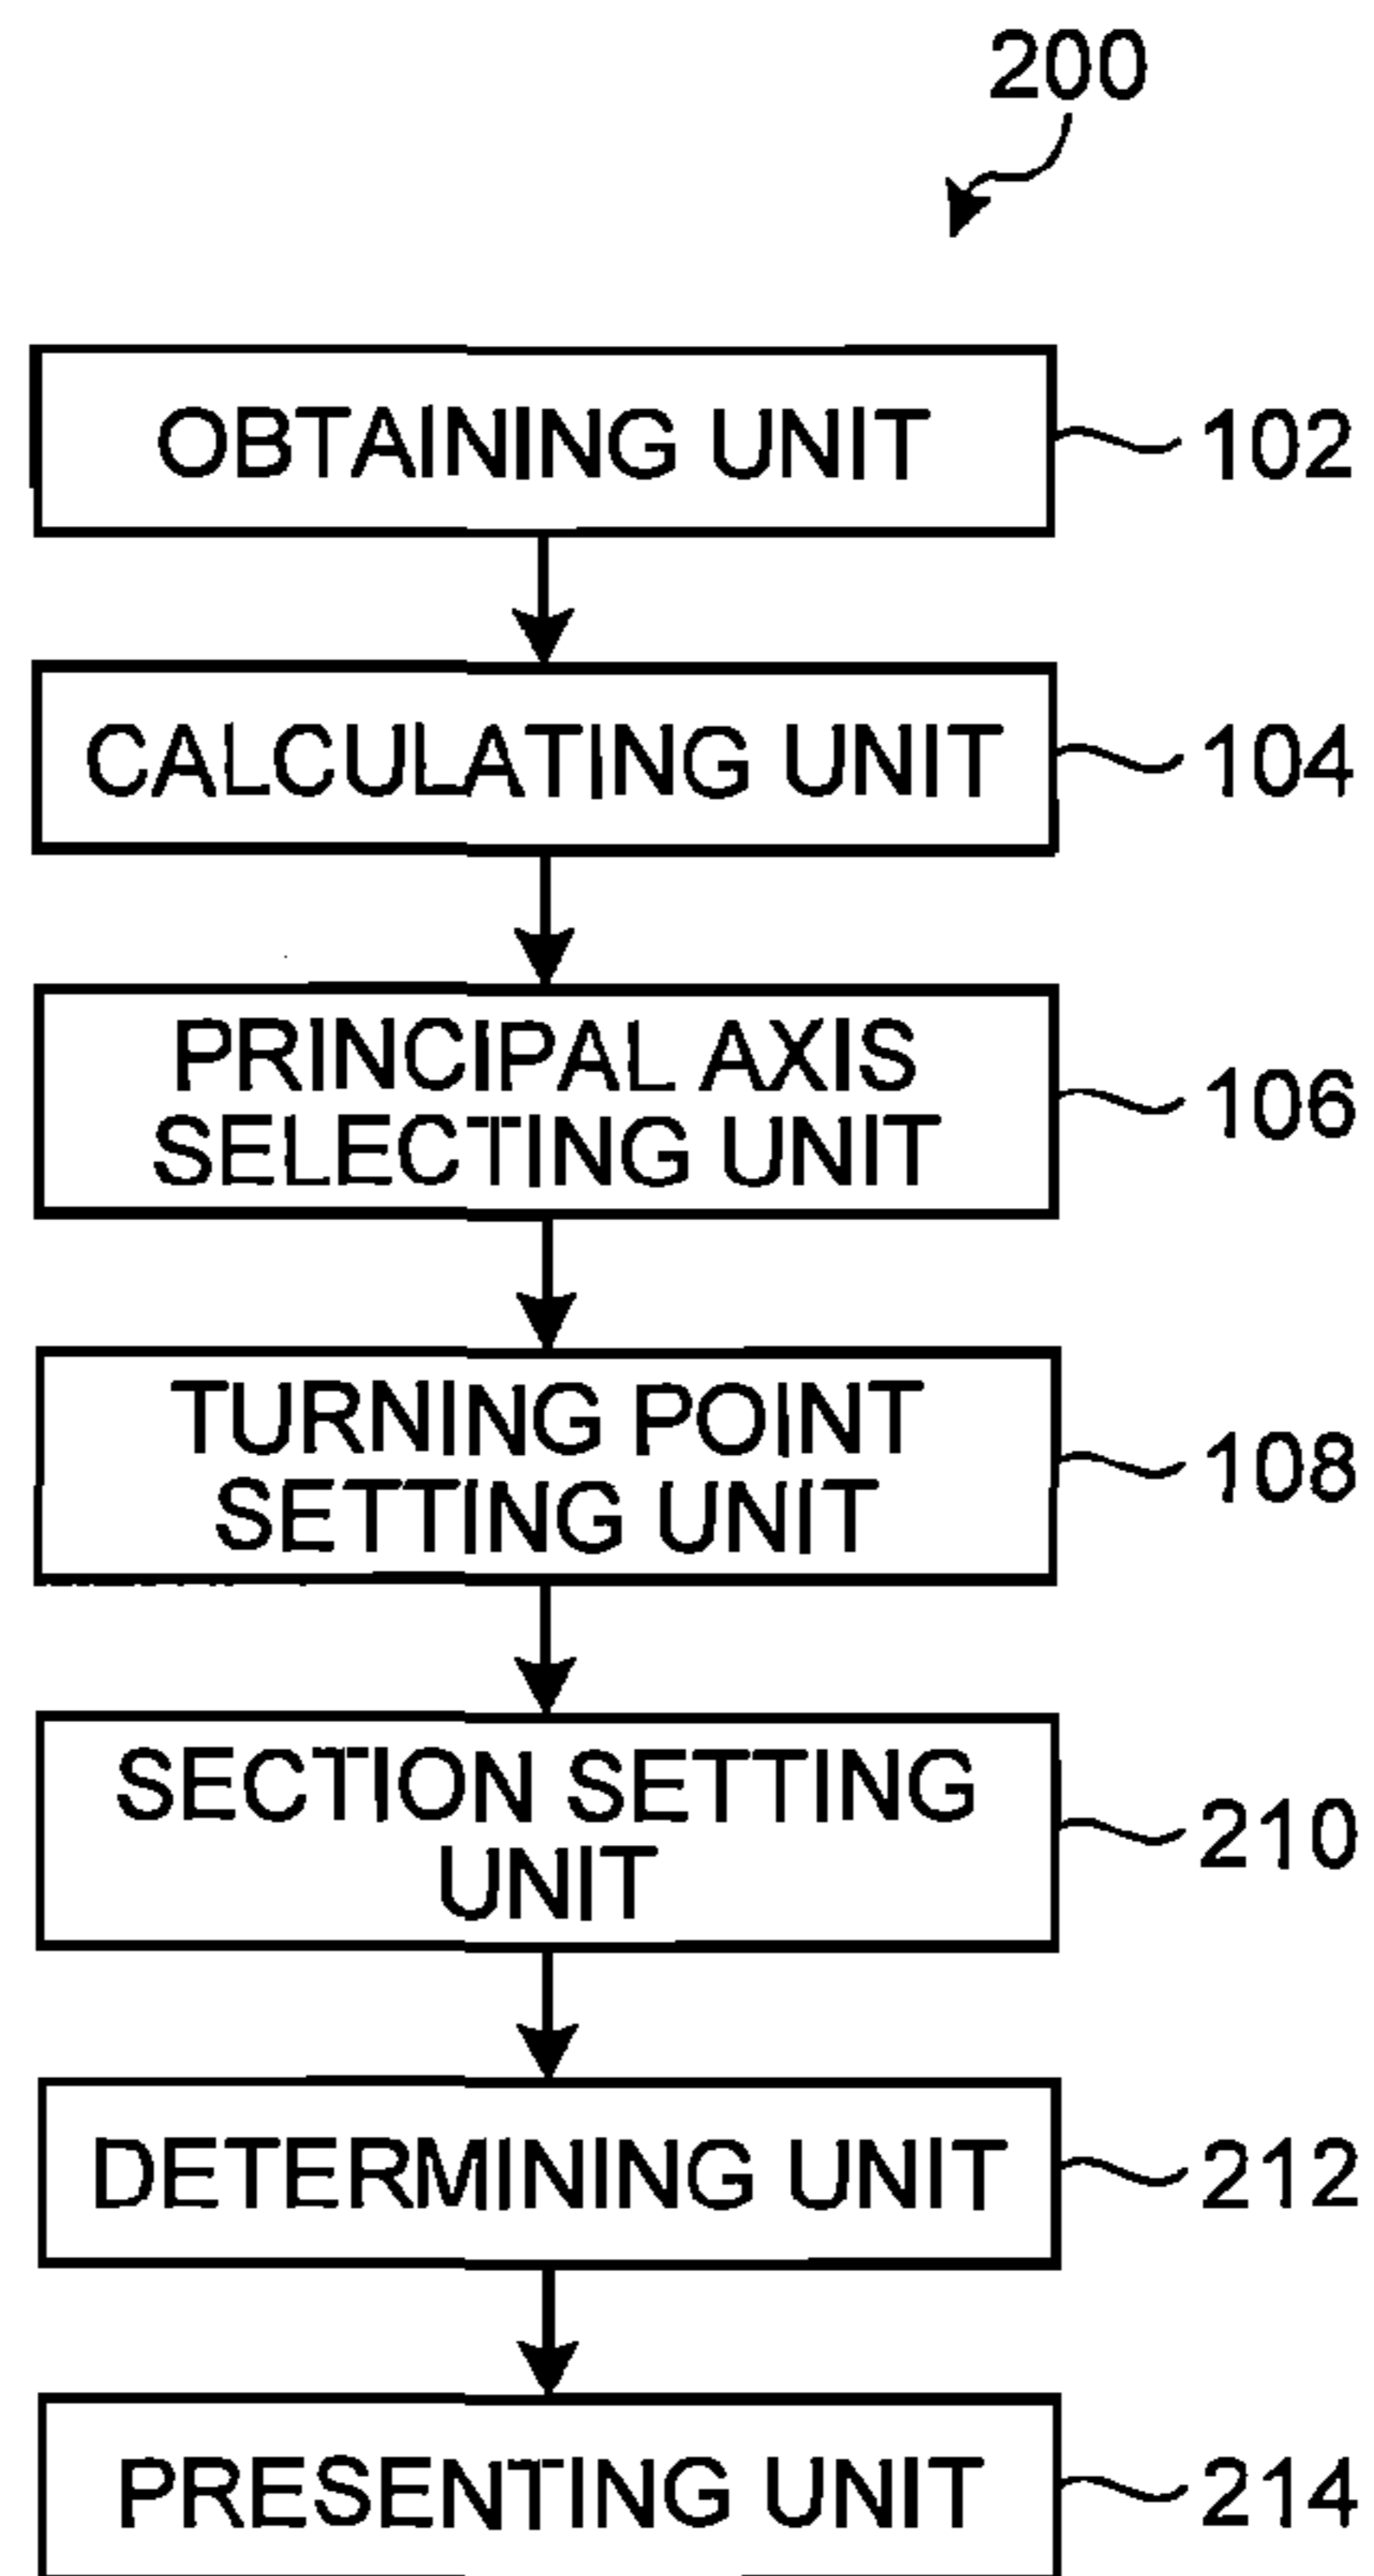 200
OBTAINING UNIT
102
CALCULATING UNIT
104
PRINCIPAL AXIS
SELECTING UNIT
106
TURNING POINT
SETTING UNIT
108
SECTION SETTING
UNIT
210
DETERMINING UNIT
212
PRESENTING UNIT
214